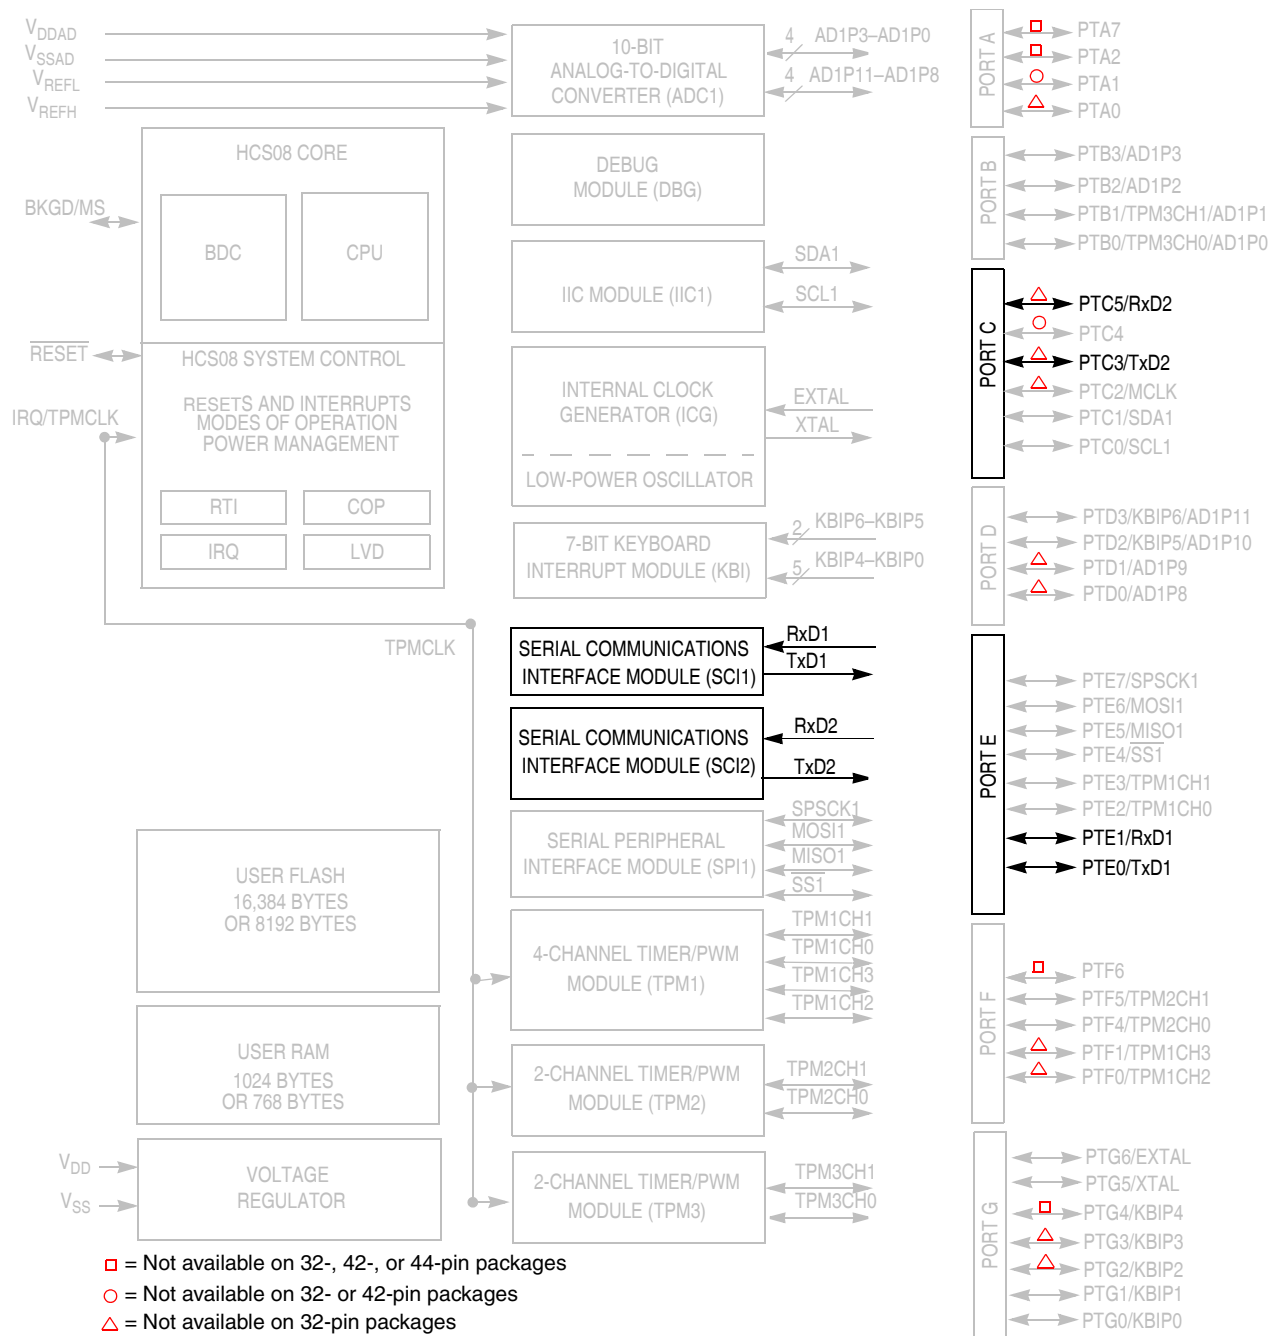 VDDAD
VSSAD
VREFL
VREFH
10-BIT
ANALOG-TO-DIGITAL
CONVERTER (ADC1)
4
AD1P3–AD1P0
4
AD1P11–AD1P8
HCS08 CORE
BDC
CPU
BKGD/MS
HCS08 SYSTEM CONTROL
RESET
RESETS AND INTERRUPTS
MODES OF OPERATION
POWER MANAGEMENT
IRQ/TPMCLK
RTI
COP
IRQ
LVD
TPMCLK
DEBUG
MODULE (DBG)
IIC MODULE (IIC1)
SDA1
SCL1
INTERNAL CLOCK
GENERATOR (ICG)
LOW-POWER OSCILLATOR
EXTAL
XTAL
7-BIT KEYBOARD
INTERRUPT MODULE (KBI)
2
KBIP6–KBIP5
5
KBIP4–KBIP0
SERIAL COMMUNICATIONS
INTERFACE MODULE (SCI1)
RxD1
TxD1
SERIAL COMMUNICATIONS
INTERFACE MODULE (SCI2)
RxD2
TxD2
SERIAL PERIPHERAL
INTERFACE MODULE (SPI1)
SPSCK1
MOSI1
MISO1
SS1
USER FLASH
16,384 BYTES
OR 8192 BYTES
4-CHANNEL TIMER/PWM
MODULE (TPM1)
TPM1CH1
TPM1CH0
TPM1CH3
TPM1CH2
USER RAM
1024 BYTES
OR 768 BYTES
2-CHANNEL TIMER/PWM
MODULE (TPM2)
TPM2CH1
TPM2CH0
VDD
VSS
VOLTAGE
REGULATOR
2-CHANNEL TIMER/PWM
MODULE (TPM3)
TPM3CH1
TPM3CH0
PORT A
PTA7
PTA2
PTA1
PTA0
PORT B
PTB3/AD1P3
PTB2/AD1P2
PTB1/TPM3CH1/AD1P1
PTB0/TPM3CH0/AD1P0
PORT C
PTC5/RxD2
PTC4
PTC3/TxD2
PTC2/MCLK
PTC1/SDA1
PTC0/SCL1
PORT D
PTD3/KBIP6/AD1P11
PTD2/KBIP5/AD1P10
PTD1/AD1P9
PTD0/AD1P8
PORT E
PTE7/SPSCK1
PTE6/MOSI1
PTE5/MISO1
PTE4/SS1
PTE3/TPM1CH1
PTE2/TPM1CH0
PTE1/RxD1
PTE0/TxD1
PORT F
PTF6
PTF5/TPM2CH1
PTF4/TPM2CH0
PTF1/TPM1CH3
PTF0/TPM1CH2
PORT G
PTG6/EXTAL
PTG5/XTAL
PTG4/KBIP4
PTG3/KBIP3
PTG2/KBIP2
PTG1/KBIP1
PTG0/KBIP0
= Not available on 32-, 42-, or 44-pin packages
= Not available on 32- or 42-pin packages
= Not available on 32-pin packages